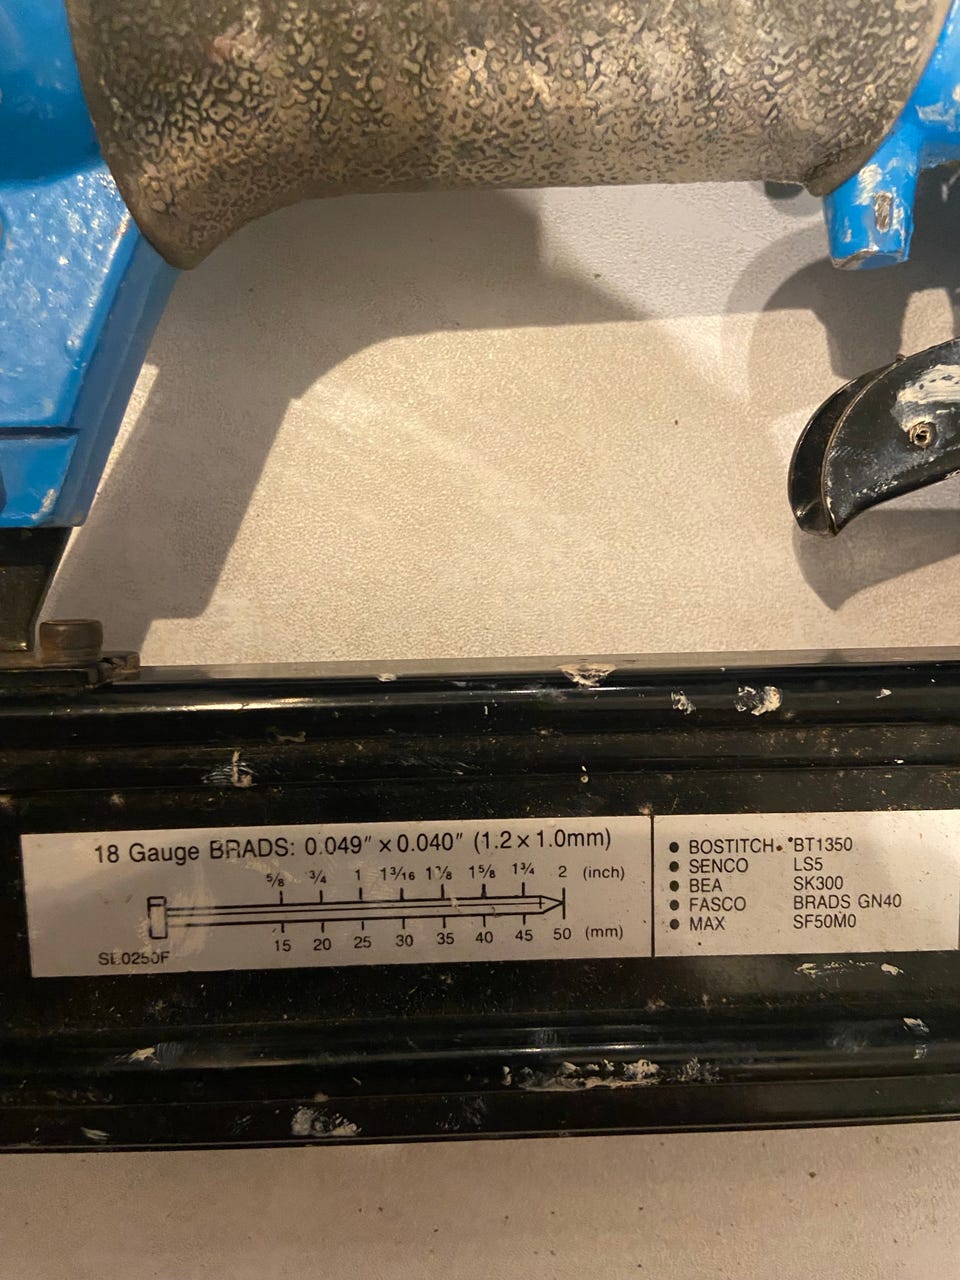 18 Gauge BRADS: 0.049" × 0.040" (1.2 × 1.0mm)
5/8 3/4 1 1 3/16 1 3/8 1 5/8 1 3/4 2 (inch)
15 20 25 30 35 40 45 50 (mm)
• BOSTITCH BT1350
• SENCO LS5
• BEA SK300
• FASCO BRADS GN40
• MAX SF50M0